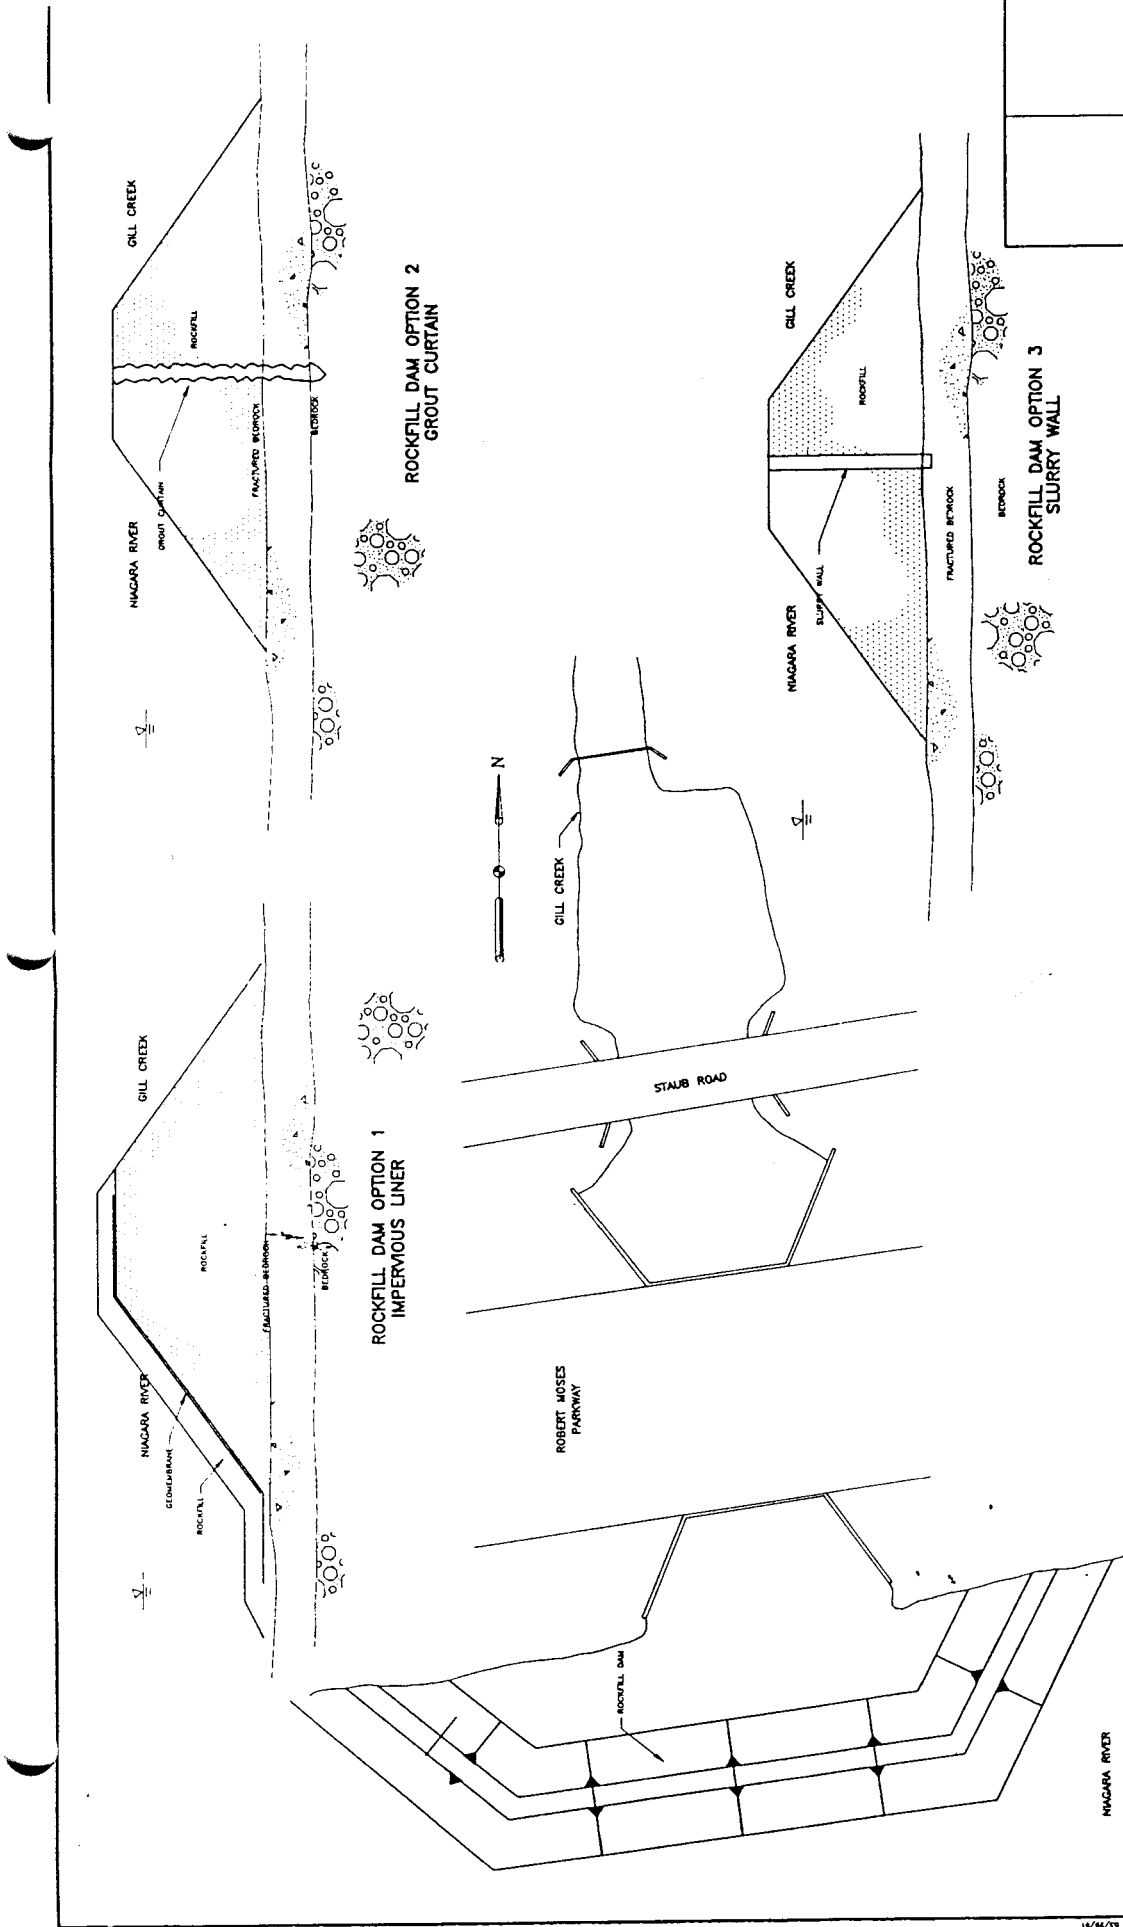 NIAGARA RIVER
GILL CREEK
GEOMEMBRANE
ROCKFILL
ROCKFILL
FRACTURED BEDROCK
BEDROCK
ROCKFILL DAM OPTION 1
IMPERVIOUS LINER
NIAGARA RIVER
GILL CREEK
GROUT CURTAIN
ROCKFILL
FRACTURED BEDROCK
BEDROCK
ROCKFILL DAM OPTION 2
GROUT CURTAIN
N
GILL CREEK
STAUB ROAD
ROBERT MOSES
PARKWAY
ROCKFILL DAM
NIAGARA RIVER
NIAGARA RIVER
GILL CREEK
SLURRY WALL
ROCKFILL
FRACTURED BEDROCK
BEDROCK
ROCKFILL DAM OPTION 3
SLURRY WALL